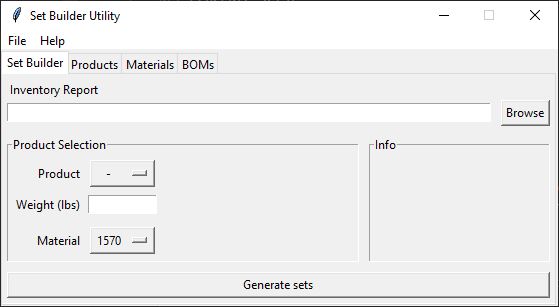 Set Builder Utility
File Help
Set Builder Products Materials BOMs
Inventory Report
Browse
Product Selection
Info
Product -
Weight (lbs)
Material 1570
Generate sets